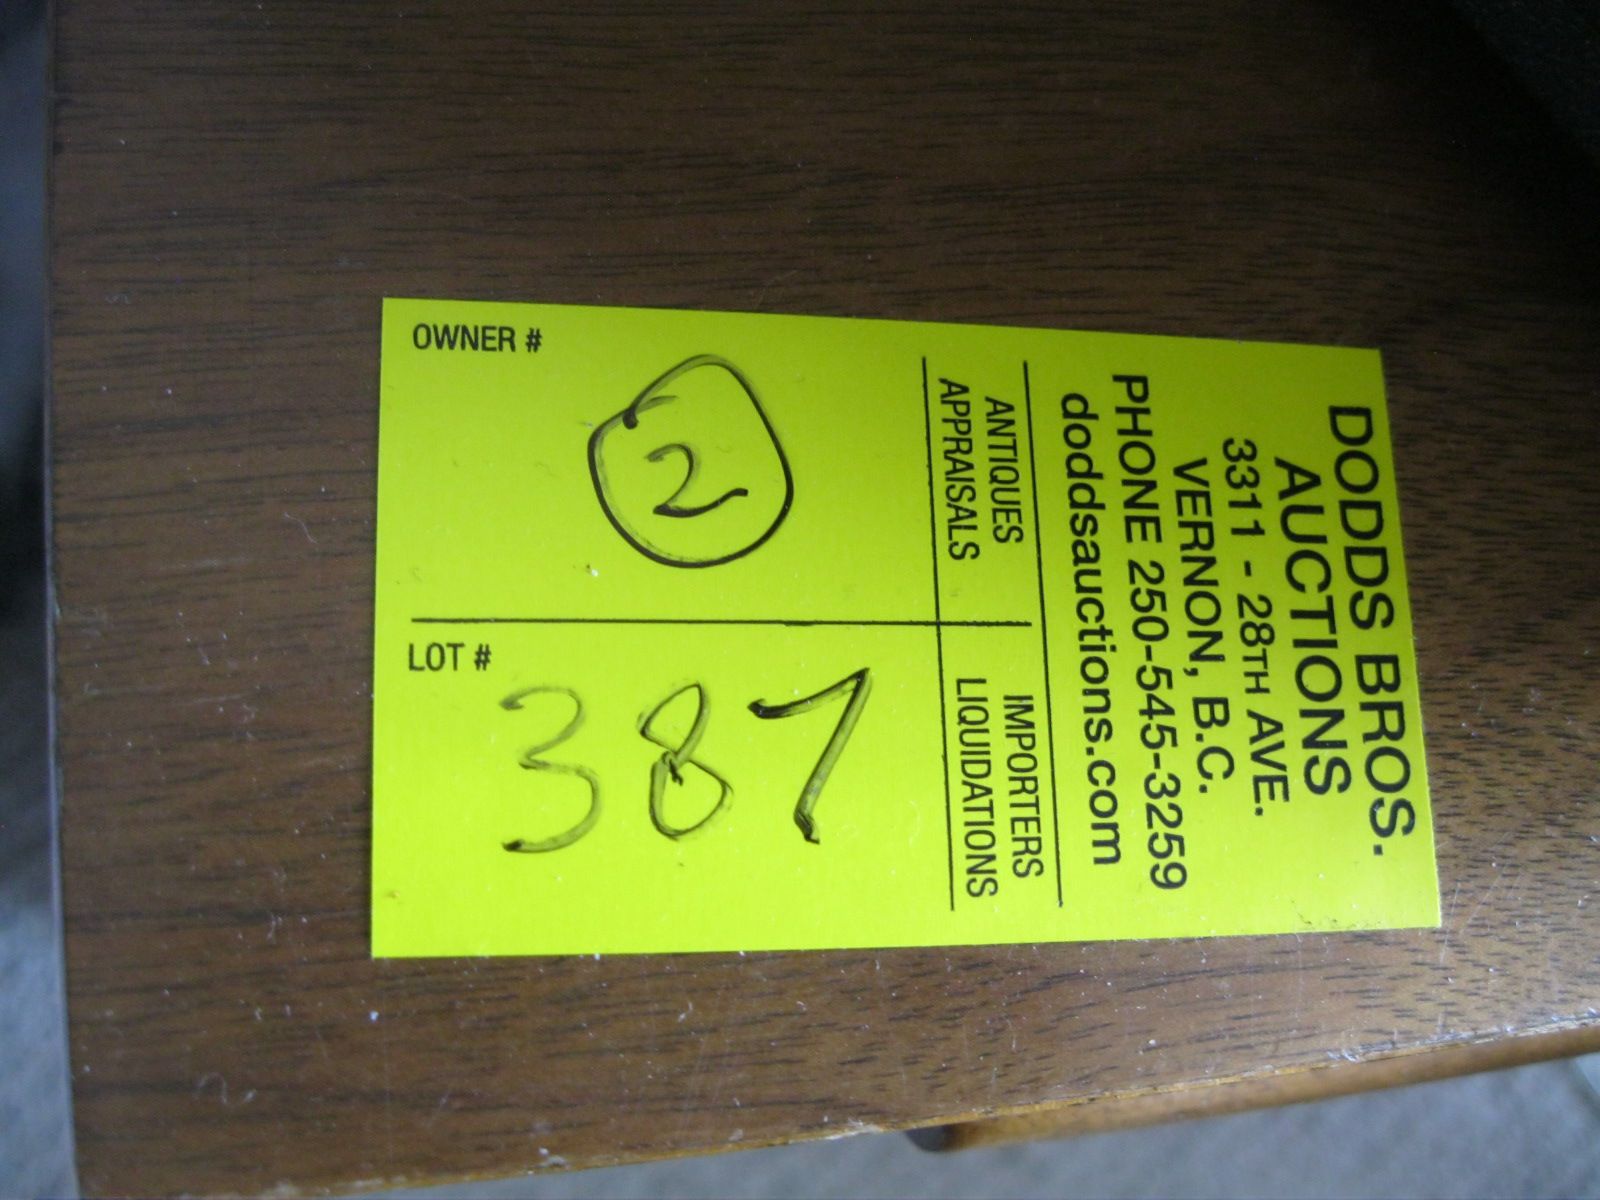 DODDS BROS.
AUCTIONS
3311 - 28TH AVE.
VERNON, B.C.
PHONE 250-545-3259
doddsauctions.com
ANTIQUES
APPRAISALS
IMPORTERS
LIQUIDATIONS
OWNER #
2
LOT #
387